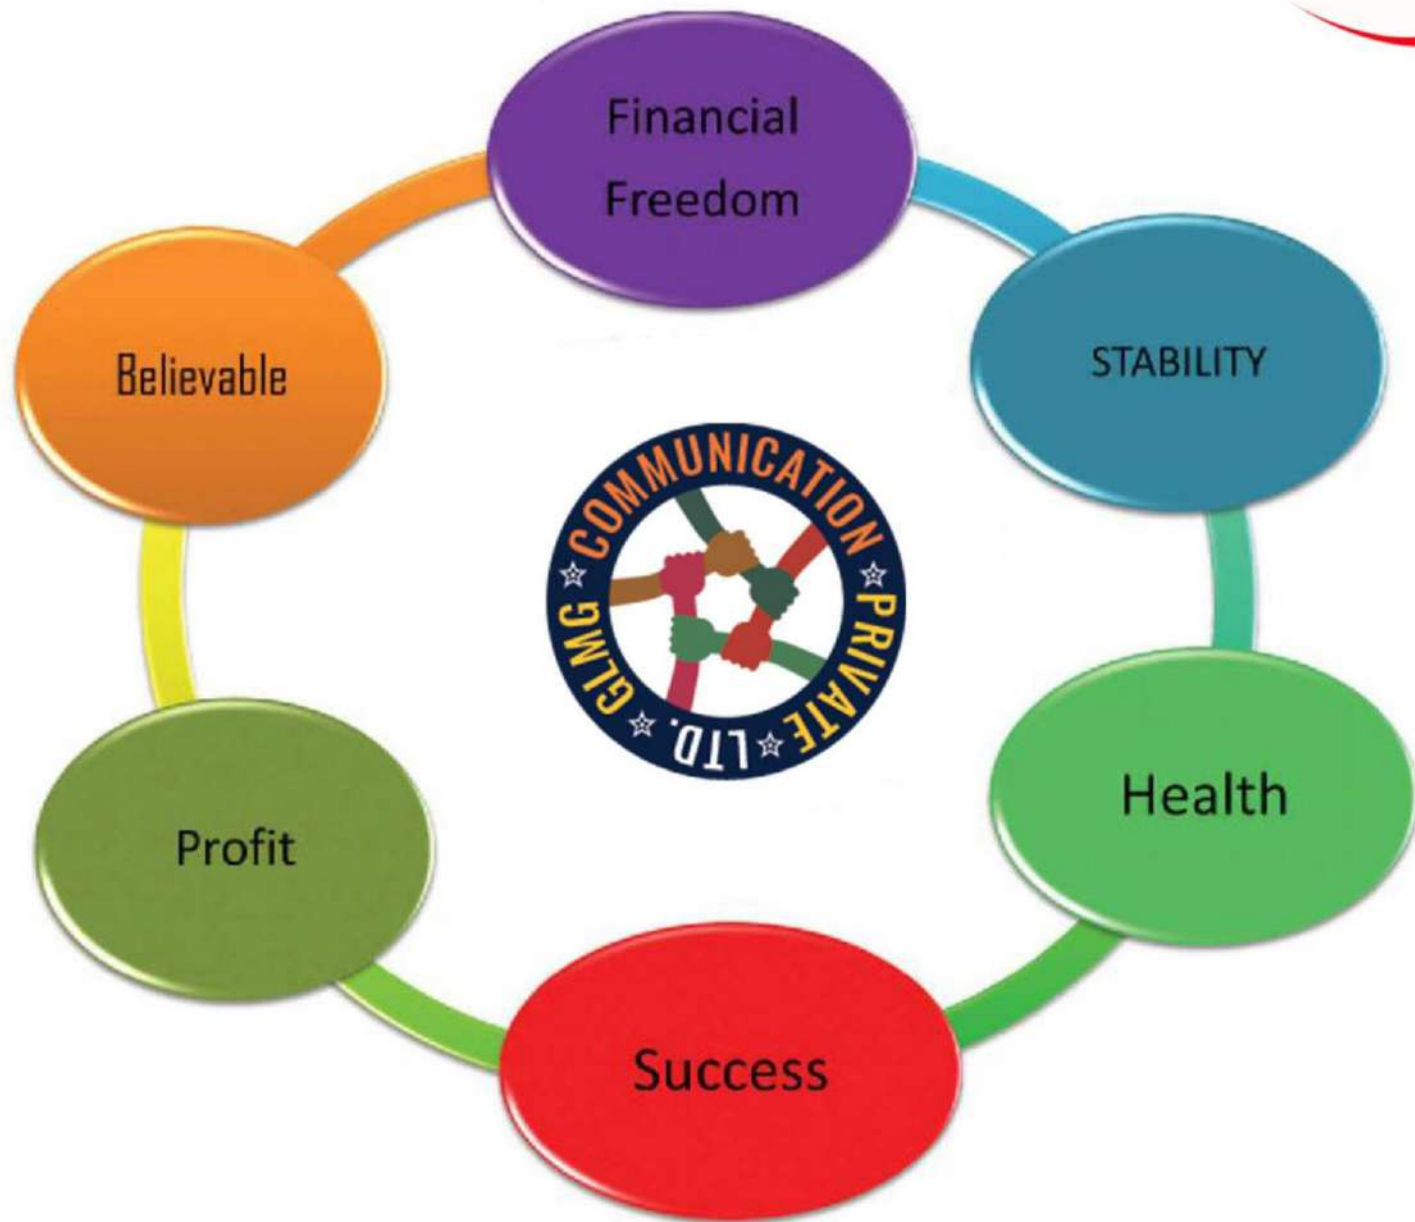 Financial
Freedom
STABILITY
Believable
GLMG COMMUNICATION PRIVATE LTD.
Health
Profit
Success